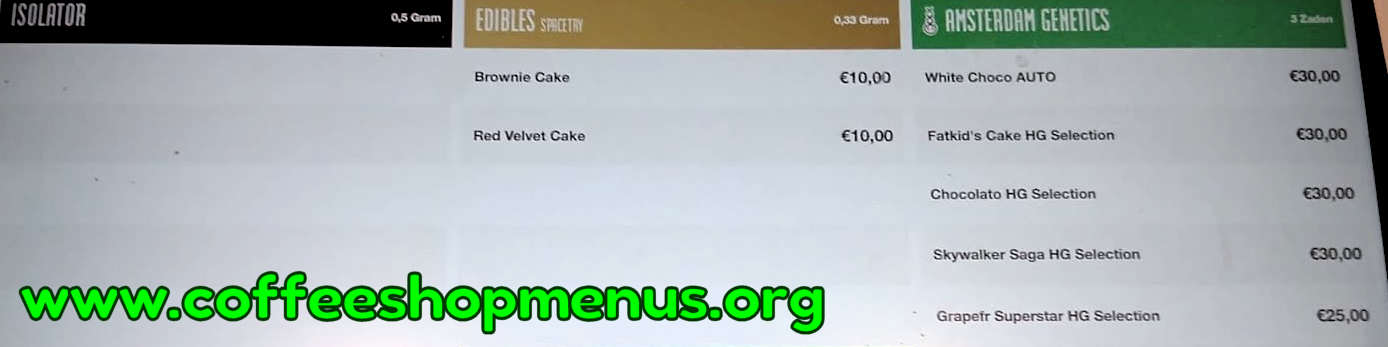 ISOLATOR 0,5 Gram
EDIBLES SPACETRY 0,33 Gram
Brownie Cake €10,00
Red Velvet Cake €10,00
AMSTERDAM GENETICS 3 Zaden
White Choco AUTO €30,00
Fatkid's Cake HG Selection €30,00
Chocolato HG Selection €30,00
Skywalker Saga HG Selection €30,00
Grapefr Superstar HG Selection €25,00
www.coffeeshopmenus.org